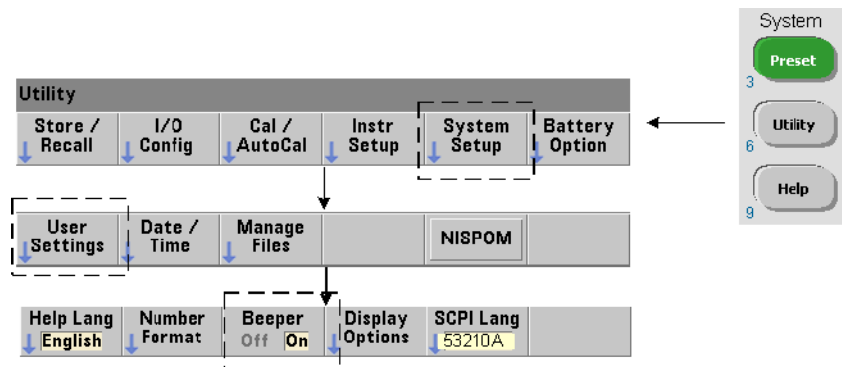 System
Preset
3
Utility
6
Help
9
Utility
Store / Recall
I/O Config
Cal / AutoCal
Instr Setup
System Setup
Battery Option
User Settings
Date / Time
Manage Files
NISPOM
Help Lang English
Number Format
Beeper Off On
Display Options
SCPI Lang 53210A